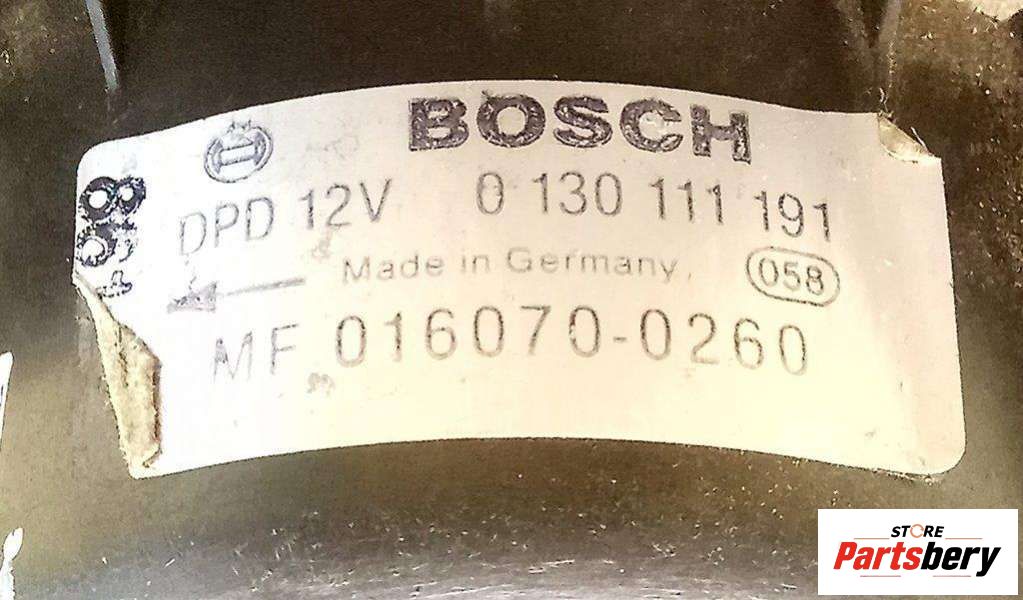 BOSCH
DPD 12V 0 130 111 191
Made in Germany
058
MF 016070-0260
STORE
Partsbery